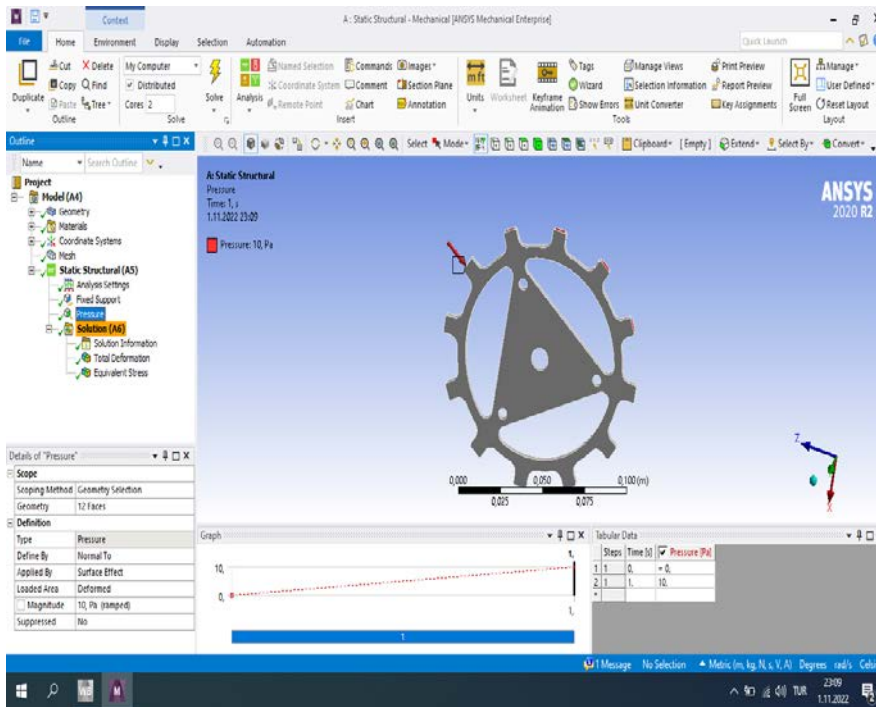 Context
A : Static Structural - Mechanical [ANSYS Mechanical Enterprise]
File Home Environment Display Selection Automation
Quick Launch
Duplicate
Cut
Copy
Paste
Delete
Find
Tree
Outline
My Computer
Distributed
Cores 2
Solve
Solve
Analysis
Named Selection
Coordinate System
Remote Point
Commands
Comment
Chart
Images
Section Plane
Annotation
Insert
Units
Worksheet
Keyframe Animation
Tags
Wizard
Show Errors
Manage Views
Selection Information
Unit Converter
Print Preview
Report Preview
Key Assignments
Tools
Full Screen
Manage
User Defined
Reset Layout
Layout
Outline
Name Search Outline
Select Mode Clipboard [Empty] Extend Select By Convert
Project
Model (A4)
Geometry
Materials
Coordinate Systems
Mesh
Static Structural (A5)
Analysis Settings
Fixed Support
Pressure
Solution (A6)
Solution Information
Total Deformation
Equivalent Stress
A: Static Structural
Pressure
Time: 1, s
1.11.2022 23:09
Pressure: 10, Pa
ANSYS
2020 R2
0,000 0,050 0,100 (m)
0,025 0,075
Z
X
Details of "Pressure"
Scope
Scoping Method Geometry Selection
Geometry 12 Faces
Definition
Type Pressure
Define By Normal To
Applied By Surface Effect
Loaded Area Deformed
Magnitude 10, Pa (ramped)
Suppressed No
Graph
1,
10,
0,
1,
1
Tabular Data
Steps Time [s] Pressure [Pa]
1 1 0, = 0,
2 1 1, 10,
*
1 Message No Selection Metric (m, kg, N, s, V, A) Degrees rad/s Celsi
WB M TUR 23:09
1.11.2022
2